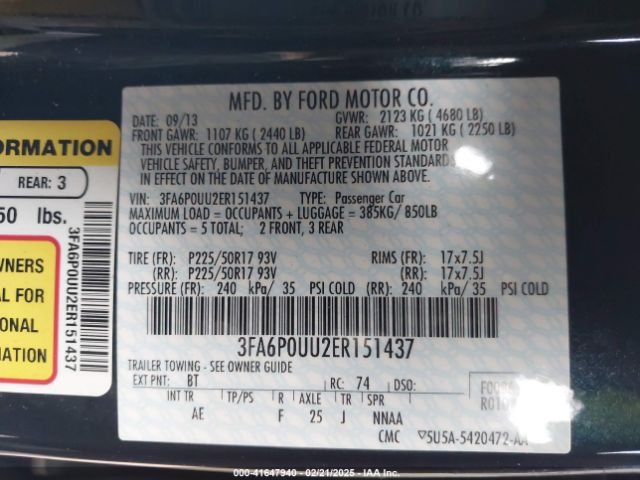 MFD. BY FORD MOTOR CO.
DATE: 09/13
GVWR: 2123 KG ( 4680 LB)
FRONT GAWR: 1107 KG ( 2440 LB)
REAR GAWR: 1021 KG ( 2250 LB)
THIS VEHICLE CONFORMS TO ALL APPLICABLE FEDERAL MOTOR
VEHICLE SAFETY, BUMPER, AND THEFT PREVENTION STANDARDS
IN EFFECT ON THE DATE OF MANUFACTURE SHOWN ABOVE.
VIN: 3FA6P0UU2ER151437 TYPE: Passenger Car
MAXIMUM LOAD = OCCUPANTS + LUGGAGE = 385KG/ 850LB
OCCUPANTS = 5 TOTAL; 2 FRONT, 3 REAR
TIRE (FR): P225/50R17 93V RIMS (FR): 17x7.5J
(RR): P225/50R17 93V (RR): 17x7.5J
PRESSURE (FR): 240 kPa/ 35 PSI COLD (RR): 240 kPa/ 35 PSI COLD
3FA6P0UU2ER151437
TRAILER TOWING - SEE OWNER GUIDE
EXT PNT: BT RC: 74 DSO:
INT TR TP/PS R AXLE TR SPR
AE F 25 J NNAA
CMC 5U5A-5420472-AA
ORMATION
REAR: 3
50 lbs.
WNERS
AL FOR
IONAL
MATION
3FA6P0UU2ER151437
000-41647940 - 02/21/2025 - IAA Inc.